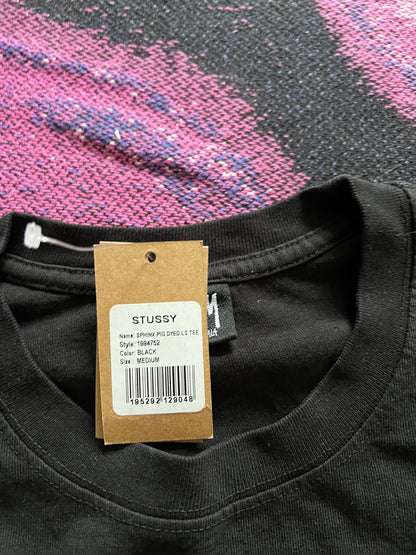 STUSSY
Name: SPHINX PIG DYED LS TEE
Style: 1994752
Color: BLACK
Size : MEDIUM
195292 129048